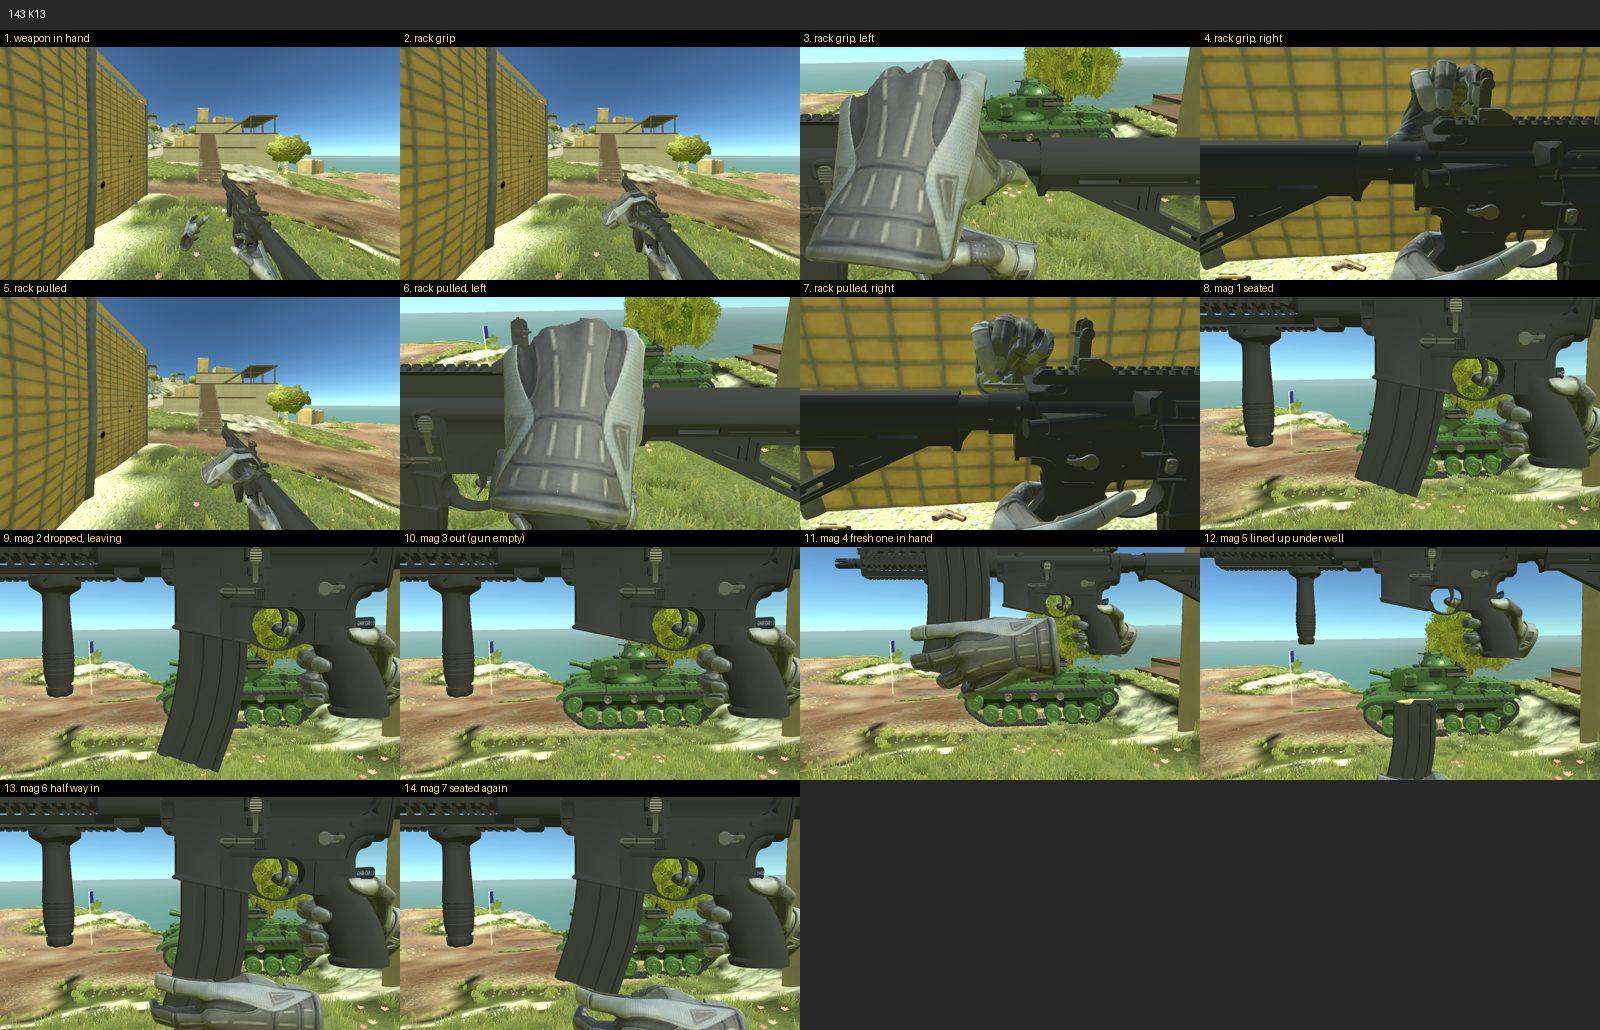 143 K13
1. weapon in hand
2. rack grip
3. rack grip, left
4. rack grip, right
5. rack pulled
6. rack pulled, left
7. rack pulled, right
8. mag 1 seated
9. mag 2 dropped, leaving
10. mag 3 out (gun empty)
11. mag 4 fresh one in hand
12. mag 5 lined up under well
13. mag 6 half way in
14. mag 7 seated again